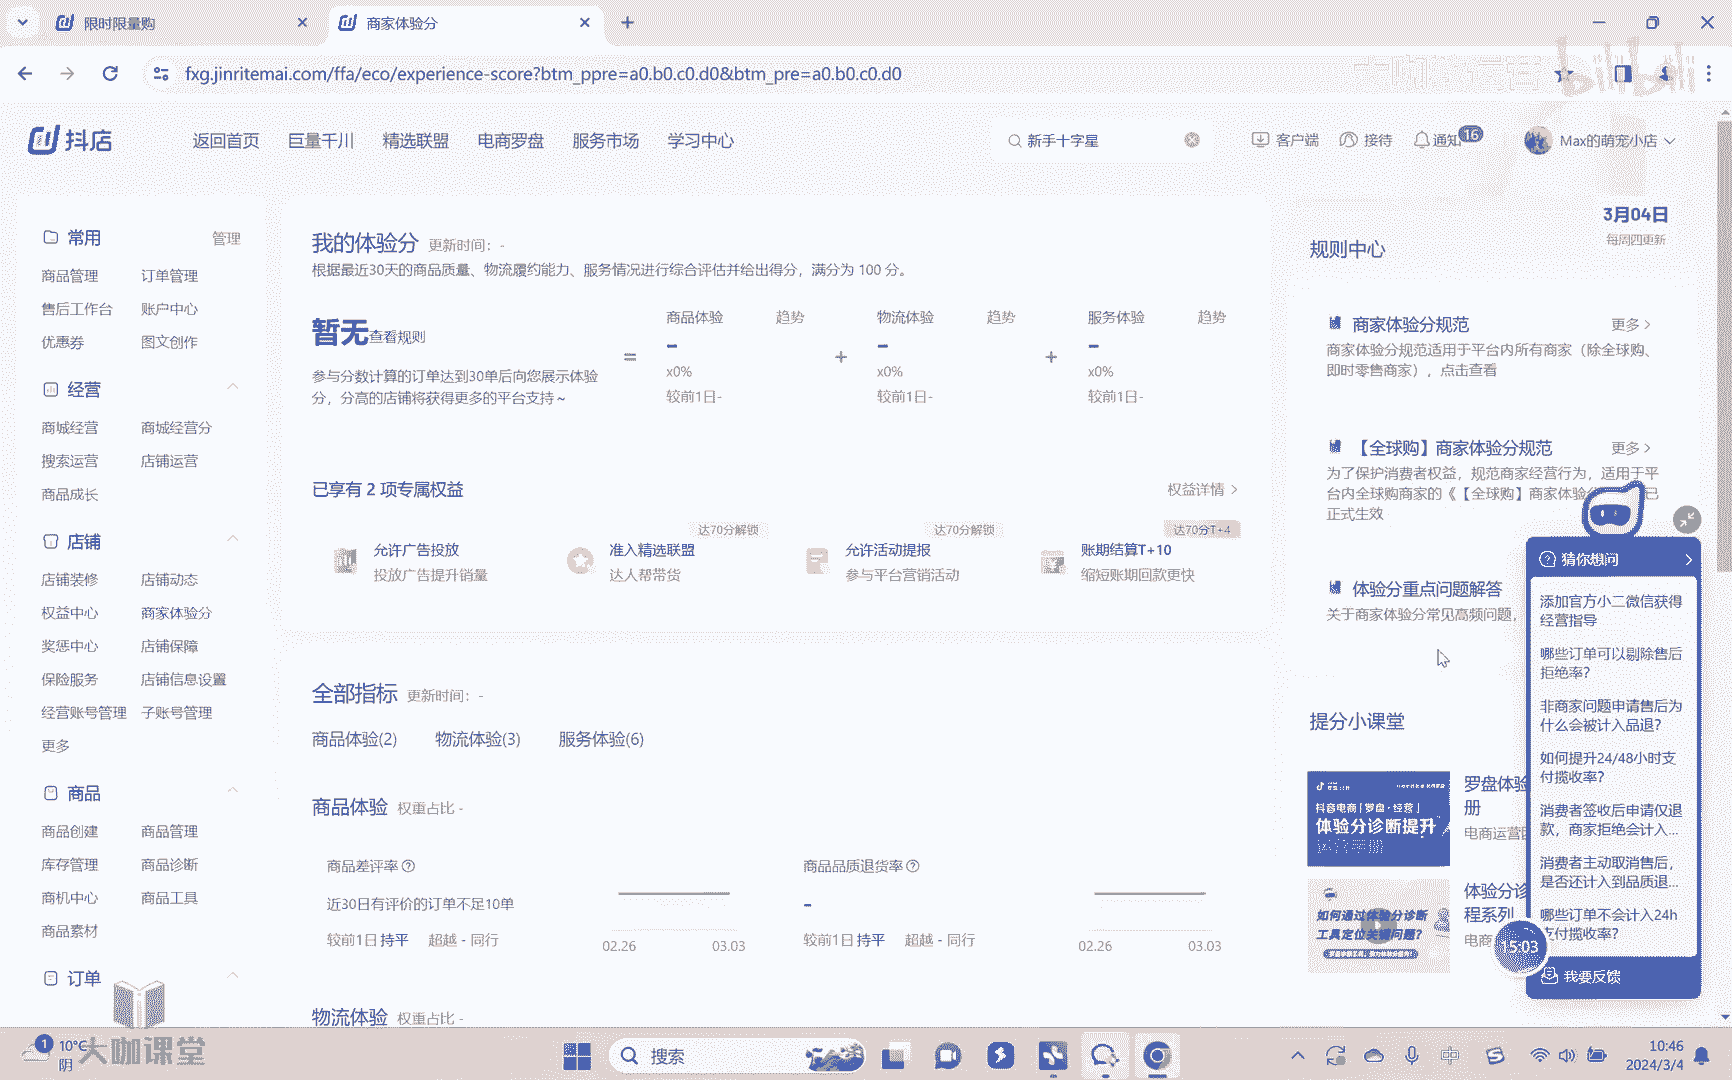 限时限量购
商家体验分
fxg.jinritemai.com/ffa/eco/experience-score?btm_ppre=a0.b0.c0.d0&btm_pre=a0.b0.c0.d0
bilibili
抖店
返回首页 巨量千川 精选联盟 电商罗盘 服务市场 学习中心
新手十字星
客户端 接待 通知 16 Max的萌宠小店
常用 管理
商品管理 订单管理
售后工作台 账户中心
优惠券 图文创作
经营
商城经营 商城经营分
搜索运营 店铺运营
商品成长
店铺
店铺装修 店铺动态
权益中心 商家体验分
奖惩中心 店铺保障
保险服务 店铺信息设置
经营账号管理 子账号管理
更多
商品
商品创建 商品管理
库存管理 商品诊断
商机中心 商品工具
商品素材
订单
我的体验分 更新时间：-
根据最近30天的商品质量、物流履约能力、服务情况进行综合评估并给出得分，满分为 100 分。
暂无 查看规则
参与分数计算的订单达到30单后向您展示体验
分，分高的店铺将获得更多的平台支持~
=
商品体验 趋势
-
x0%
较前1日-
+
物流体验 趋势
-
x0%
较前1日-
+
服务体验 趋势
-
x0%
较前1日-
已享有 2 项专属权益 权益详情 >
允许广告投放
投放广告提升销量
达70分解锁
准入精选联盟
达人帮带货
达70分解锁
允许活动提报
参与平台营销活动
达70分T+4
账期结算T+10
缩短账期回款更快
全部指标 更新时间：-
商品体验(2) 物流体验(3) 服务体验(6)
商品体验 权重占比 -
商品差评率
近30日有评价的订单不足10单
较前1日 持平 超越 - 同行
02.26 03.03
商品品质退货率
-
较前1日 持平 超越 - 同行
02.26 03.03
物流体验 权重占比 -
3月04日
每周四更新
规则中心
商家体验分规范 更多 >
商家体验分规范适用于平台内所有商家（除全球购、
即时零售商家），点击查看
【全球购】商家体验分规范 更多 >
为了保护消费者权益，规范商家经营行为，适用于平
台内全球购商家的《【全球购】商家体验
正式生效
体验分重点问题解答
关于商家体验分常见高频问题，
提分小课堂
抖音电商「罗盘·经营」
体验分诊断提升
罗盘体验
册
电商运营
如何通过体验分诊断
工具定位关键问题？
体验分诊
程系列
电商
15:03
猜你想问 >
添加官方小二微信获得
经营指导
哪些订单可以剔除售后
拒绝率?
非商家问题申请售后为
什么会被计入品退?
如何提升24/48小时支
付揽收率?
消费者签收后申请仅退
款，商家拒绝会计入...
消费者主动取消售后，
是否还计入到品质退...
哪些订单不会计入24h
支付揽收率?
我要反馈
大咖课堂
1
10°C
阴
搜索
中
10:46
2024/3/4